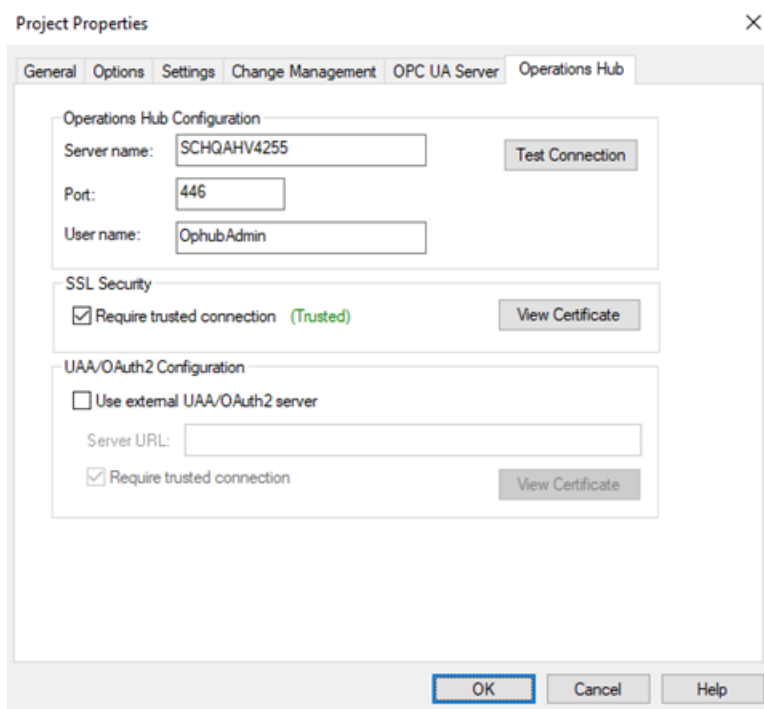 Project Properties
General Options Settings Change Management OPC UA Server Operations Hub
Operations Hub Configuration
Server name: SCHQAHV4255 Test Connection
Port: 446
User name: OphubAdmin
SSL Security
Require trusted connection (Trusted) View Certificate
UAA/OAuth2 Configuration
Use external UAA/OAuth2 server
Server URL:
Require trusted connection View Certificate
OK Cancel Help